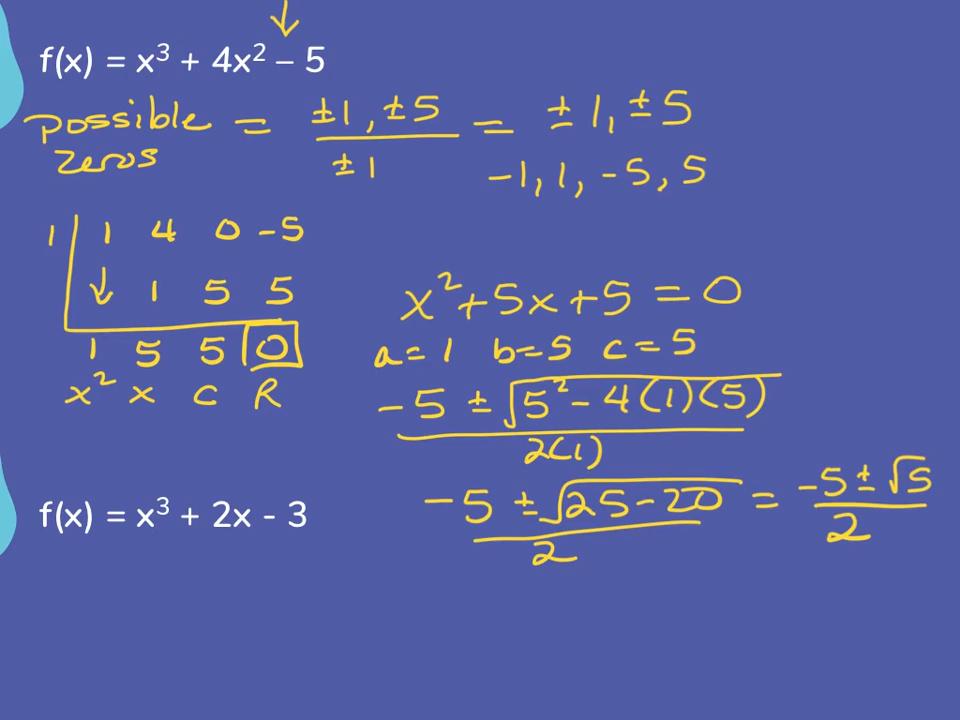 f(x) = x³ + 4x² – 5
possible zeros = ±1, ±5 / ±1 = ±1, ±5
-1, 1, -5, 5
1 | 1 4 0 -5
↓ 1 5 5
1 5 5 0
x² x C R
x² + 5x + 5 = 0
a = 1 b = 5 c = 5
-5 ± √5² - 4(1)(5) / 2(1)
-5 ± √25 - 20 / 2 = -5 ± √5 / 2
f(x) = x³ + 2x - 3